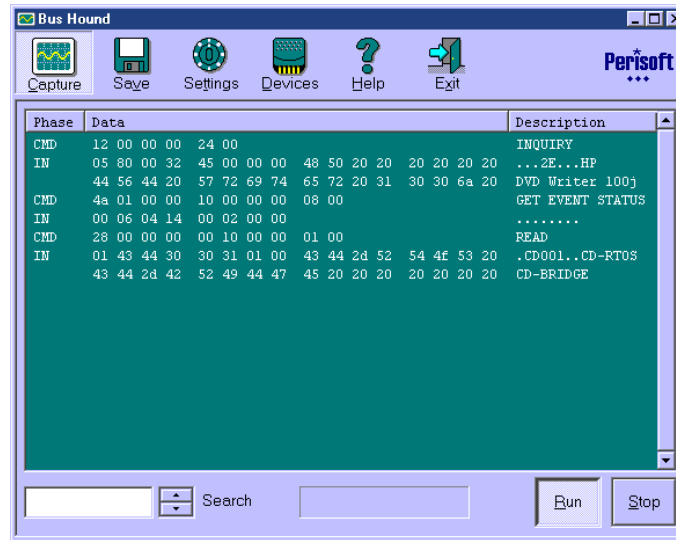 Bus Hound
Capture Save Settings Devices Help Exit Perisoft
Phase Data Description
CMD 12 00 00 00 24 00 INQUIRY
IN 05 80 00 32 45 00 00 00 48 50 20 20 20 20 20 20 ...2E...HP
44 56 44 20 57 72 69 74 65 72 20 31 30 30 6a 20 DVD Writer 100j
CMD 4a 01 00 00 10 00 00 00 08 00 GET EVENT STATUS
IN 00 06 04 14 00 02 00 00 ........
CMD 28 00 00 00 00 10 00 00 01 00 READ
IN 01 43 44 30 30 31 01 00 43 44 2d 52 54 4f 53 20 .CD001..CD-RTOS
43 44 2d 42 52 49 44 47 45 20 20 20 20 20 20 20 CD-BRIDGE
Search Run Stop